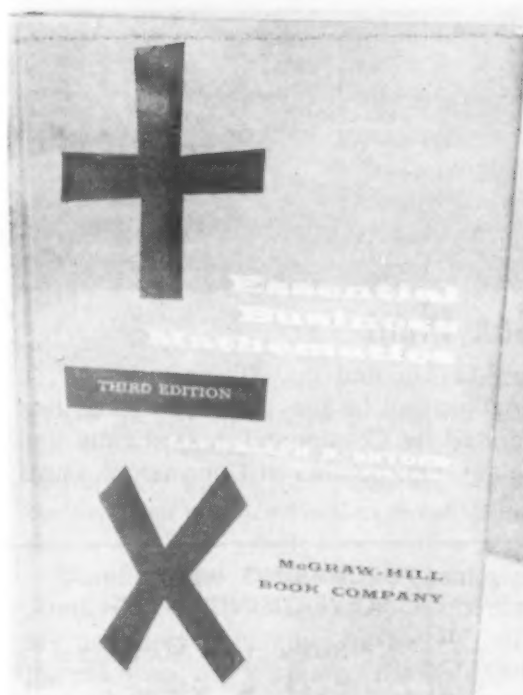 Essential
Business
Mathematics
THIRD EDITION
McGRAW-HILL
BOOK COMPANY